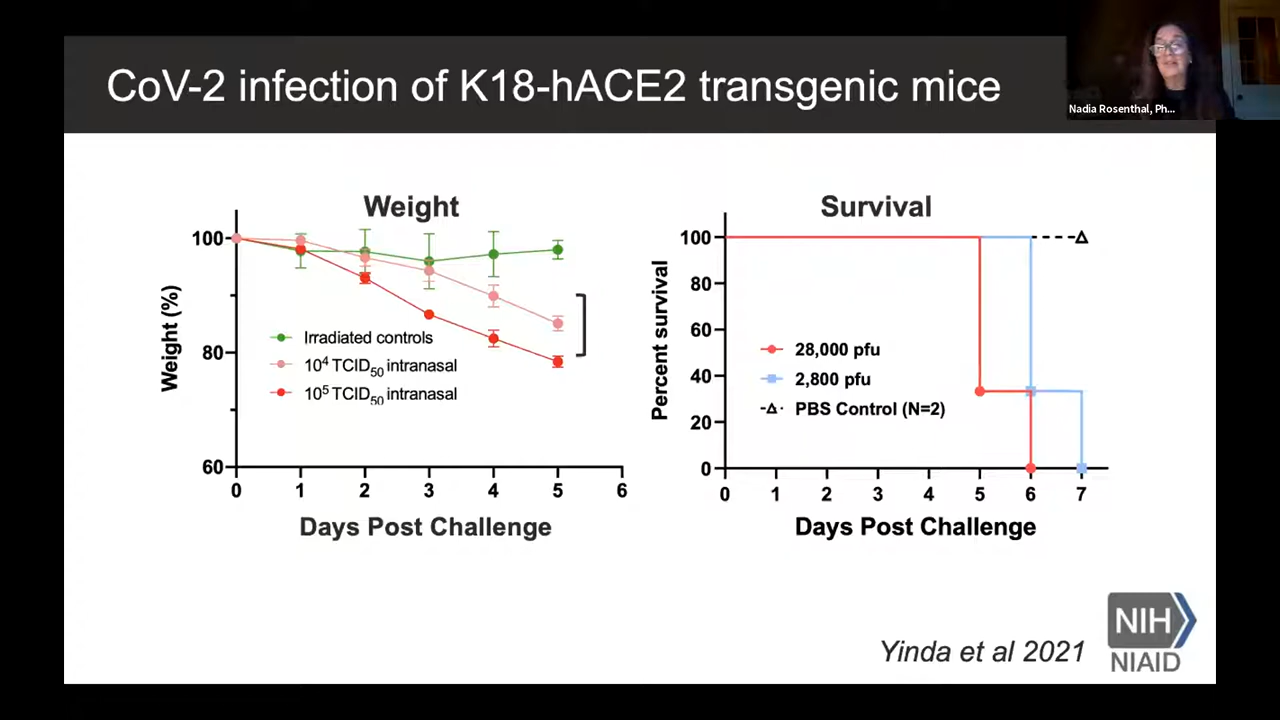 CoV-2 infection of K18-hACE2 transgenic mice
Nadia Rosenthal, Ph...
Weight
100
80
60
Weight (%)
Irradiated controls
10⁴ TCID₅₀ intranasal
10⁵ TCID₅₀ intranasal
0 1 2 3 4 5 6
Days Post Challenge
Survival
100
80
60
40
20
0
Percent survival
28,000 pfu
2,800 pfu
PBS Control (N=2)
0 1 2 3 4 5 6 7
Days Post Challenge
Yinda et al 2021
NIH
NIAID